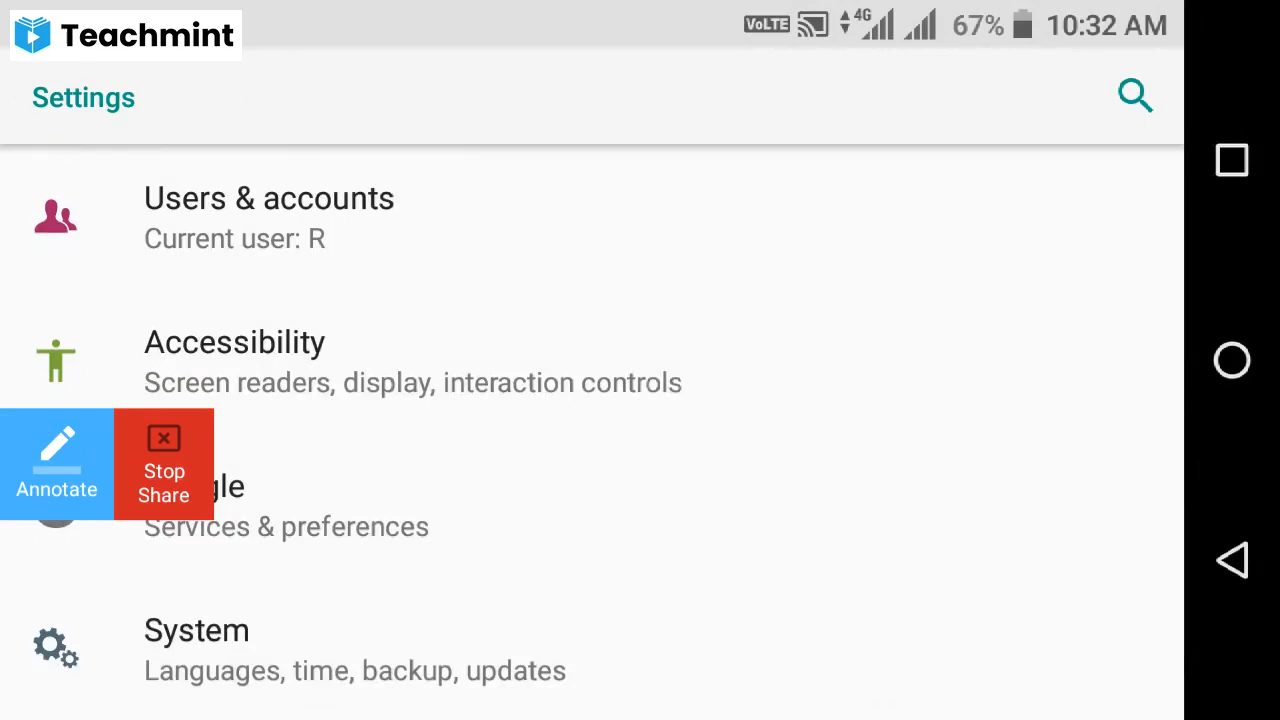 Teachmint
VoLTE 4G 67% 10:32 AM
Settings
Users & accounts
Current user: R
Accessibility
Screen readers, display, interaction controls
Annotate
Stop
Share
gle
Services & preferences
System
Languages, time, backup, updates